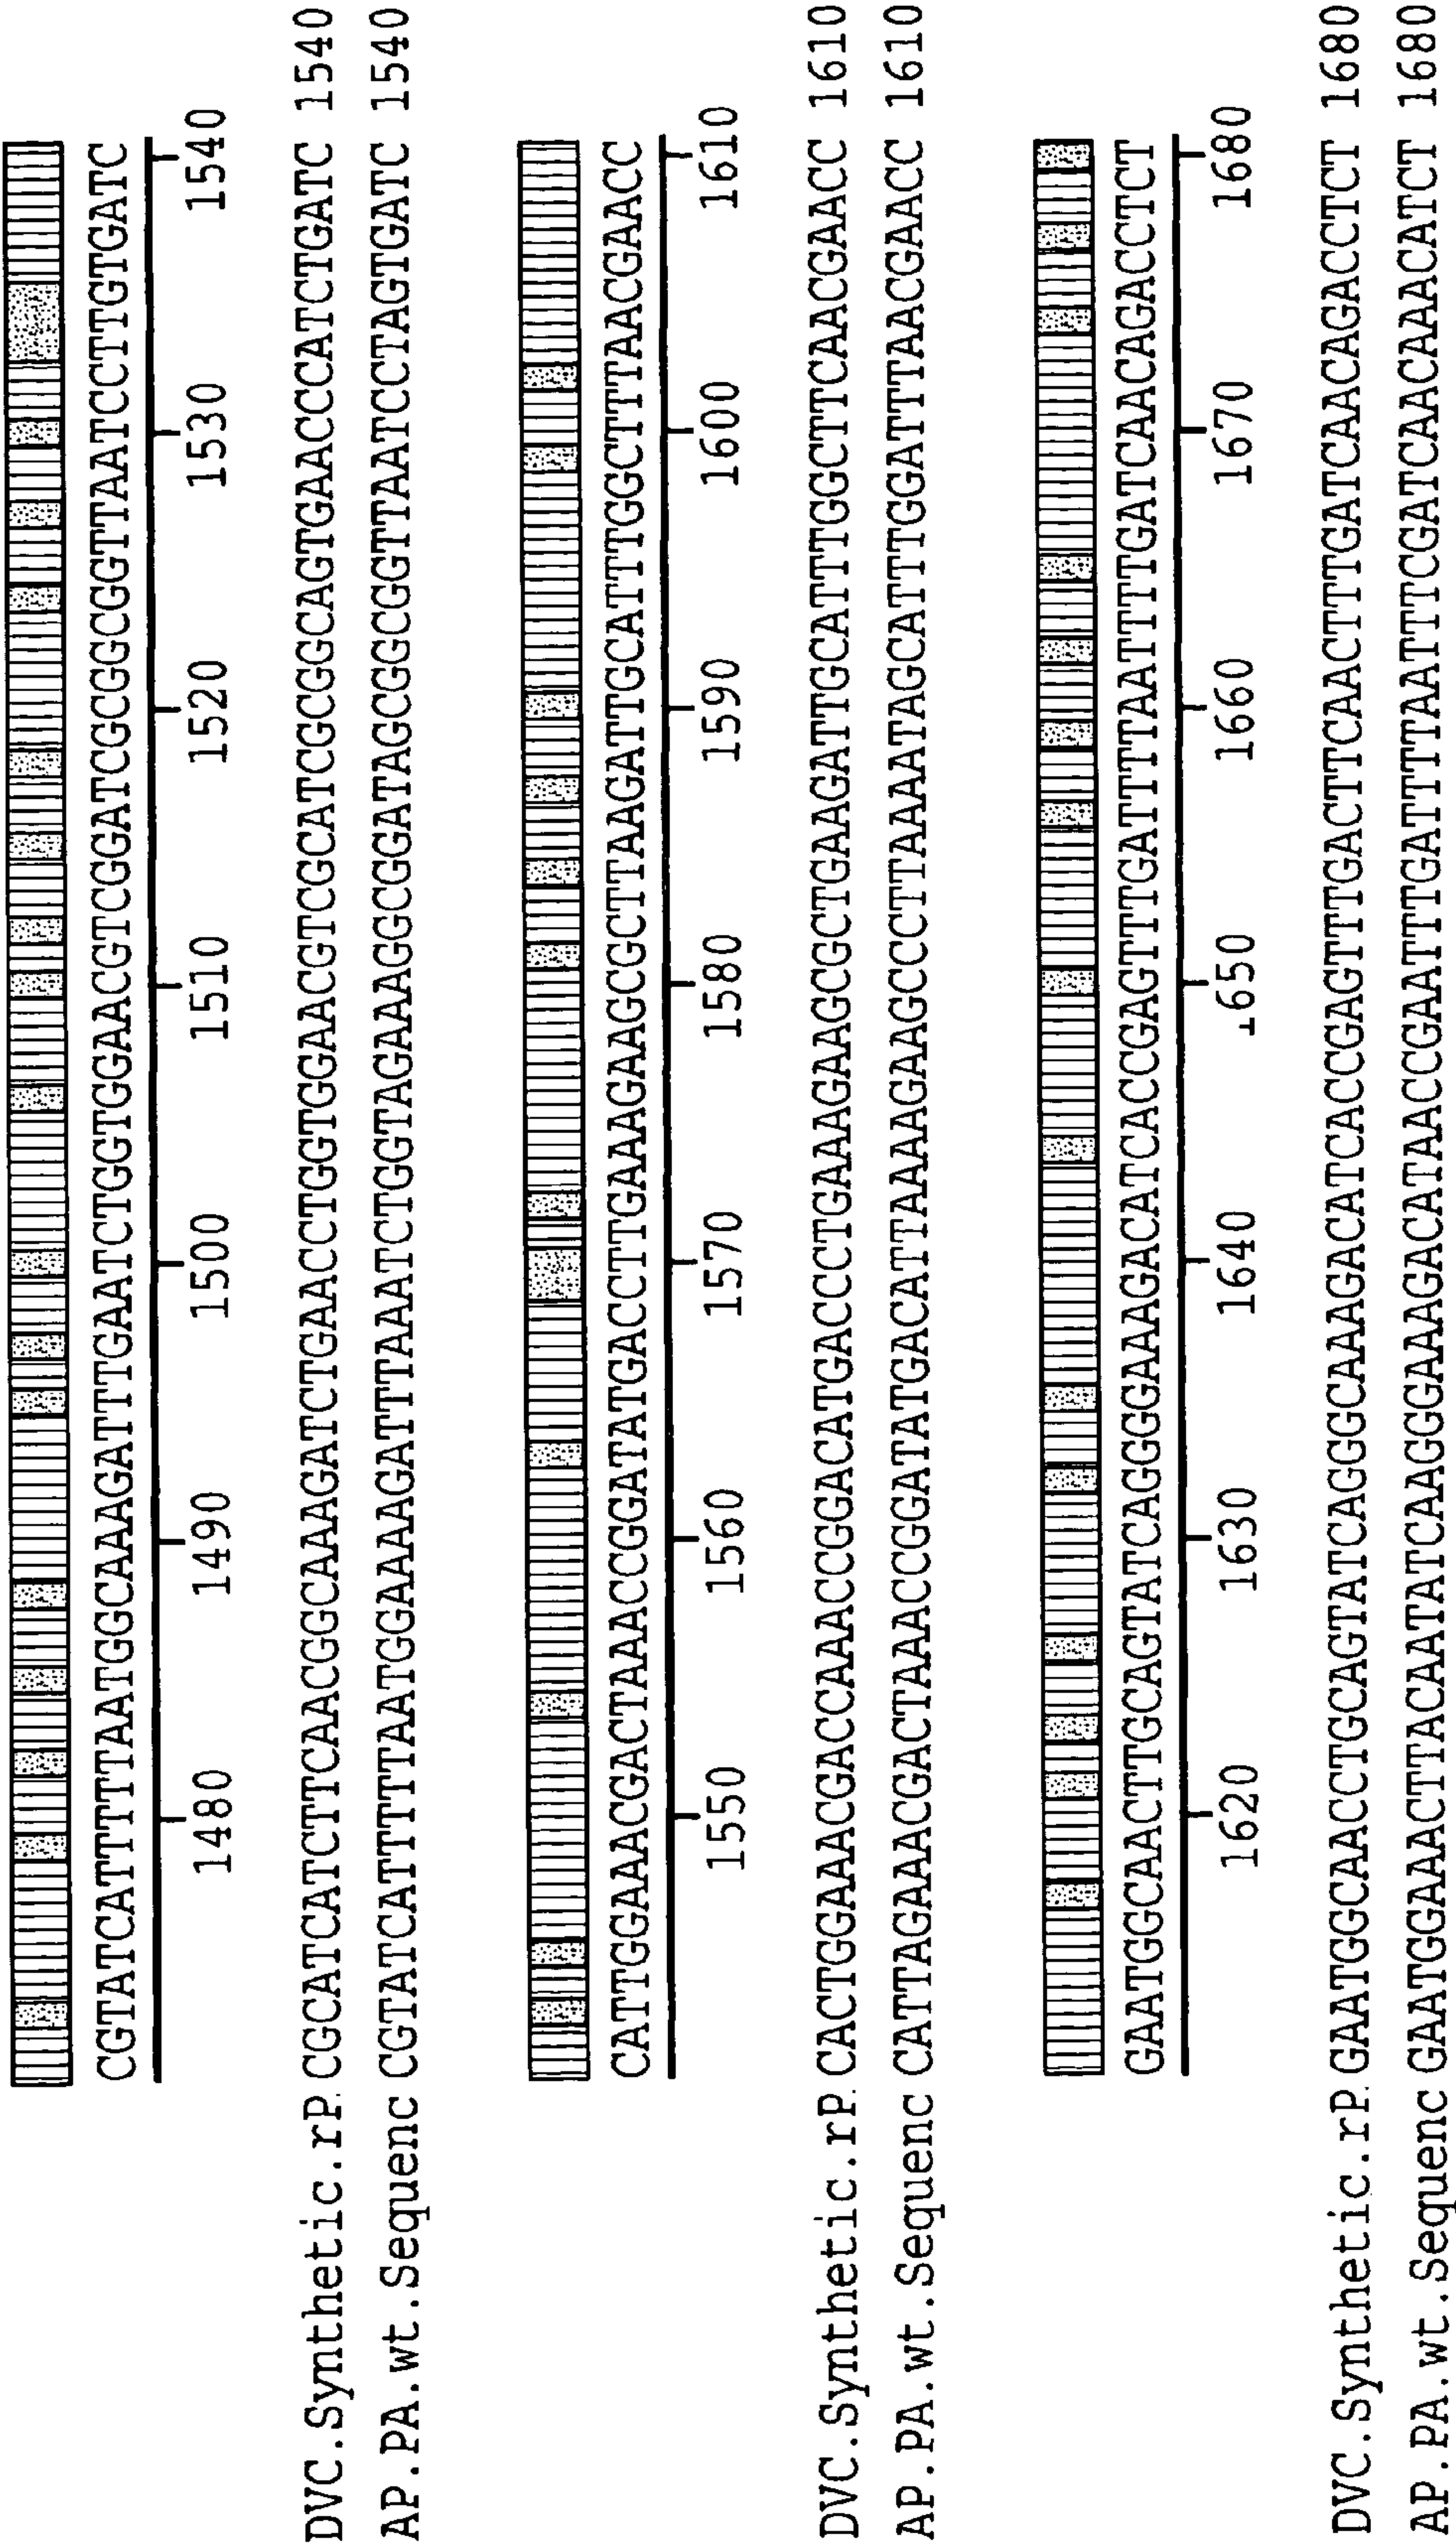 CGTATCATTTTTAATGGCAAAGATTTGAATCTGGTGGAACGTCGGATCGCGGCGGTTAATCCTTGTGATC
1480 1490 1500 1510 1520 1530 1540
DVC.Synthetic.rP. CGCATCATCTTCAACGGCAAAGATCTGAACCTGGTGGAACGTCGCATCGCGGCAGTGAACCCATCTGATC 1540
AP.PA.wt.Sequenc CGTATCATTTTTAATGGAAAAGATTTAAATCTGGTAGAAAGGCGGATAGCGGCGGTTAATCCTAGTGATC 1540
CATTGGAAACGACTAAACCGGATATGACCTTGAAAGAAGCGCTTAAGATTGCATTTGGCTTTAACGAACC
1550 1560 1570 1580 1590 1600 1610
DVC.Synthetic.rP. CACTGGAAACGACCAAACCGGACATGACCCTGAAAGAAGCGCTGAAGATTGCATTTGGCTTCAACGAACC 1610
AP.PA.wt.Sequenc CATTAGAAACGACTAAACCGGATATGACATTAAAAGAAGCCCTTAAAATAGCATTTGGATTTAACGAACC 1610
GAATGGCAACTTGCAGTATCAGGGGAAAGACATCACCGAGTTTGATTTTAATTTTGATCAACAGACCTCT
1620 1630 1640 1650 1660 1670 1680
DVC.Synthetic.rP. GAATGGCAACCTGCAGTATCAGGGCAAAGACATCACCGAGTTTGACTTCAACTTTGATCAACAGACCTCT 1680
AP.PA.wt.Sequenc GAATGGAAACTTACAATATCAAGGGAAAGACATAACCGAATTTGATTTTAATTTCGATCAACAAACATCT 1680